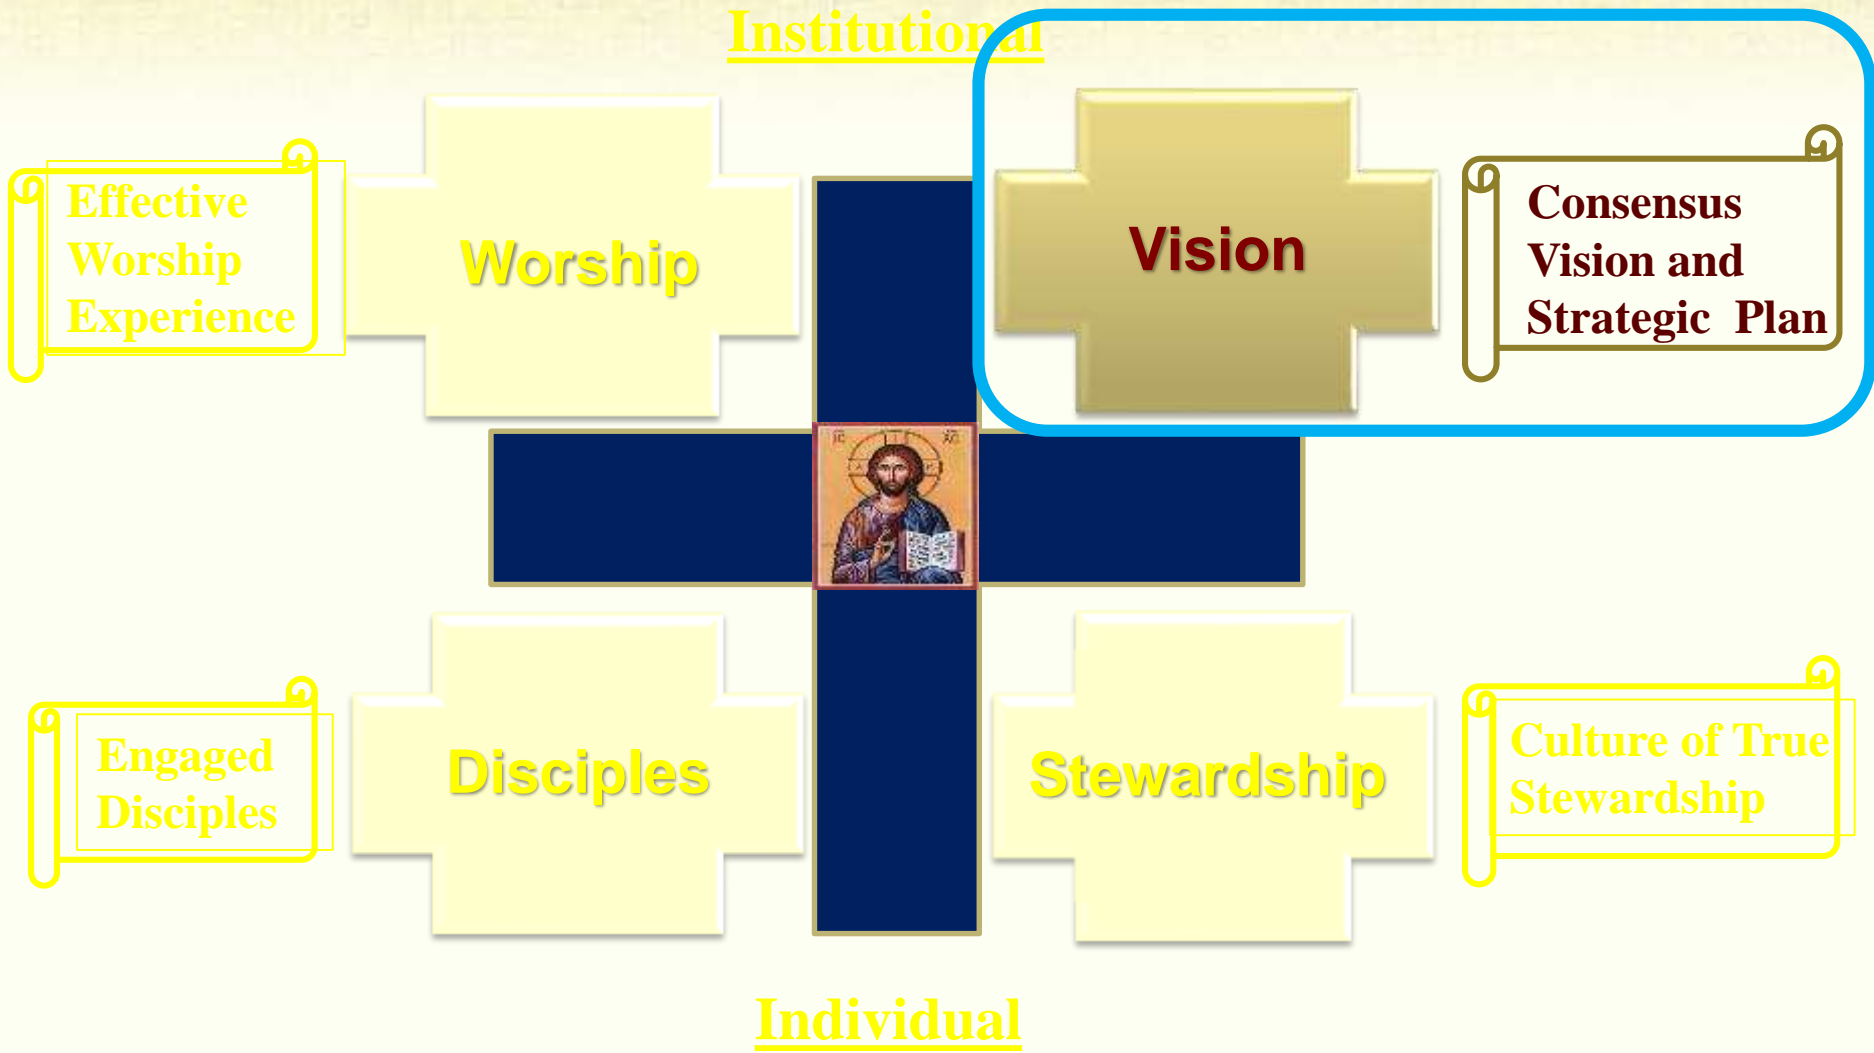 Institutional
Effective
Worship
Experience
Worship
Vision
Consensus
Vision and
Strategic Plan
Engaged
Disciples
Disciples
Stewardship
Culture of True
Stewardship
Individual